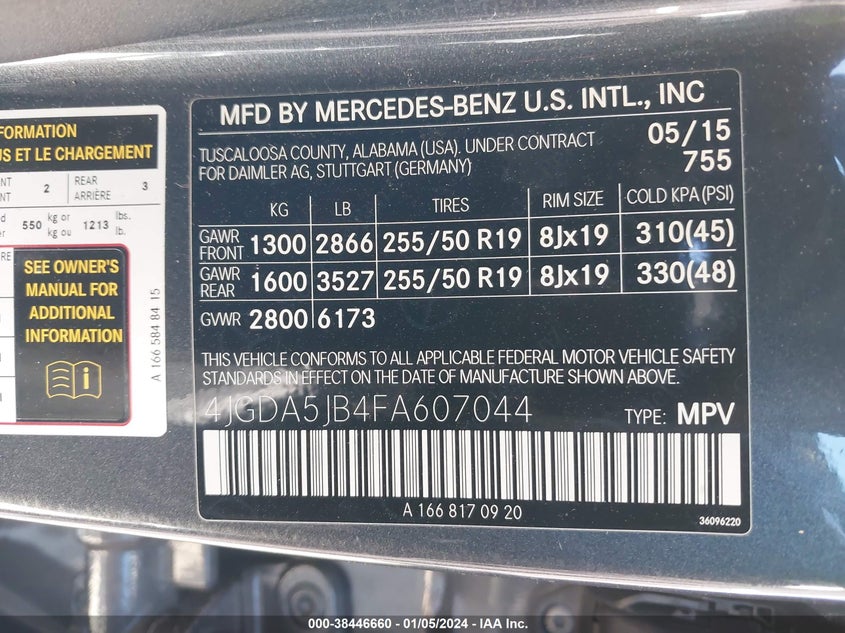 FORMATION
US ET LE CHARGEMENT
2
REAR
ARRIÈRE
3
550
kg or
kg ou
1213
lbs.
lb.
SEE OWNER'S
MANUAL FOR
ADDITIONAL
INFORMATION
A 166 584 84 15
MFD BY MERCEDES-BENZ U.S. INTL., INC
TUSCALOOSA COUNTY, ALABAMA (USA). UNDER CONTRACT
FOR DAIMLER AG, STUTTGART (GERMANY)
05/15
755
KG LB TIRES RIM SIZE COLD KPA (PSI)
GAWR
FRONT 1300 2866 255/50 R19 8Jx19 310(45)
GAWR
REAR 1600 3527 255/50 R19 8Jx19 330(48)
GVWR 2800 6173
THIS VEHICLE CONFORMS TO ALL APPLICABLE FEDERAL MOTOR VEHICLE SAFETY
STANDARDS IN EFFECT ON THE DATE OF MANUFACTURE SHOWN ABOVE.
4JGDA5JB4FA607044 TYPE: MPV
A 166 817 09 20
36096220
000-38446660 - 01/05/2024 - IAA Inc.